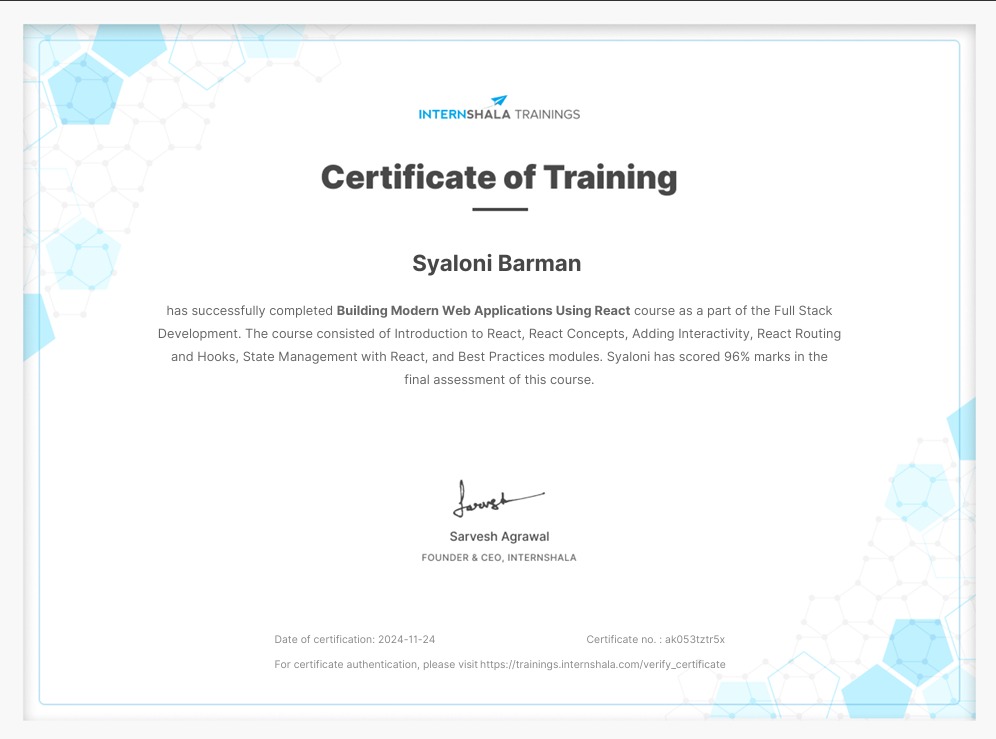 INTERNSHALA TRAININGS
Certificate of Training
Syaloni Barman
has successfully completed Building Modern Web Applications Using React course as a part of the Full Stack
Development. The course consisted of Introduction to React, React Concepts, Adding Interactivity, React Routing
and Hooks, State Management with React, and Best Practices modules. Syaloni has scored 96% marks in the
final assessment of this course.
Sarvesh
Sarvesh Agrawal
FOUNDER & CEO, INTERNSHALA
Date of certification: 2024-11-24 Certificate no. : ak053tztr5x
For certificate authentication, please visit https://trainings.internshala.com/verify_certificate